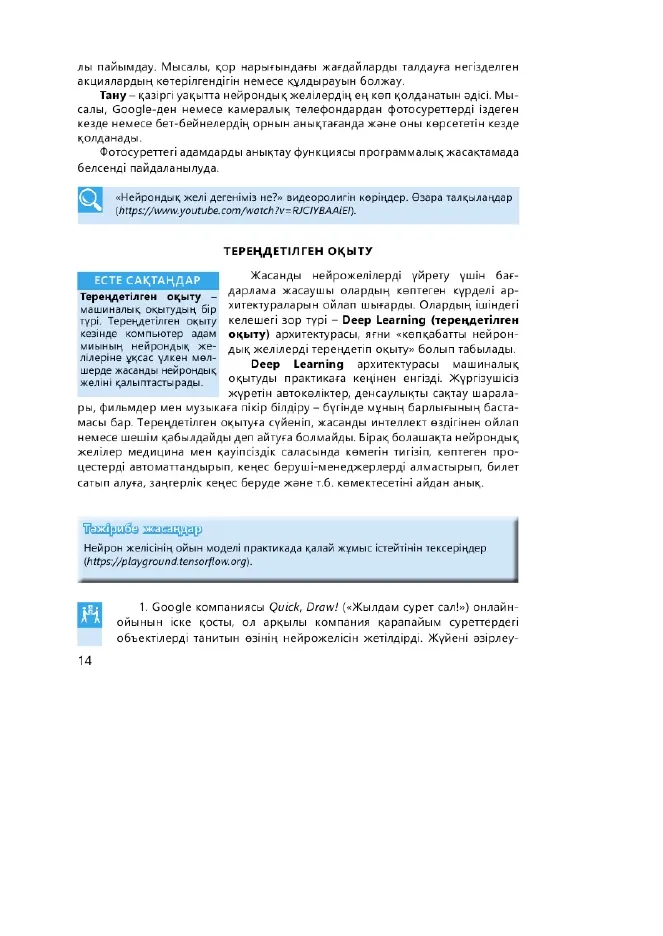 лы пайымдау. Мысалы, қор нарығындағы жағдайларды талдауға негізделген
акциялардың көтерілгендігін немесе құлдырауын болжау.
Тану – қазіргі уақытта нейрондық желілердің ең көп қолданатын әдісі. Мы-
салы, Google-ден немесе камералық телефондардан фотосуреттерді іздеген
кезде немесе бет-бейнелердің орнын анықтағанда және оны көрсететін кезде
қолданады.
Фотосуреттегі адамдарды анықтау функциясы программалық жасақтамада
белсенді пайдаланылуда.
«Нейрондық желі дегеніміз не?» видеоролигін көріңдер. Өзара талқылаңдар
(https://www.youtube.com/watch?v=RJCIYBAAiEI).
ТЕРЕҢДЕТІЛГЕН ОҚЫТУ
ЕСТЕ САҚТАҢДАР
Тереңдетілген оқыту –
машиналық оқытудың бір
түрі. Тереңдетілген оқыту
кезінде компьютер адам
миының нейрондық же-
лілеріне ұқсас үлкен мөл-
шерде жасанды нейрондық
желіні қалыптастырады.
Жасанды нейрожелілерді үйрету үшін бағ-
дарлама жасаушы олардың көптеген күрделі ар-
хитектураларын ойлап шығарды. Олардың ішіндегі
келешегі зор түрі – Deep Learning (тереңдетілген
оқыту) архитектурасы, яғни «көпқабатты нейрон-
дық желілерді тереңдетіп оқыту» болып табылады.
Deep Learning архитектурасы машиналық
оқытуды практикаға кеңінен енгізді. Жүргізушісіз
жүретін автокөліктер, денсаулықты сақтау шарала-
ры, фильмдер мен музыкаға пікір білдіру – бүгінде мұның барлығының баста-
масы бар. Тереңдетілген оқытуға сүйеніп, жасанды интеллект өздігінен ойлап
немесе шешім қабылдайды деп айтуға болмайды. Бірақ болашақта нейрондық
желілер медицина мен қауіпсіздік саласында көмегін тигізіп, көптеген про-
цестерді автоматтандырып, кеңес беруші-менеджерлерді алмастырып, билет
сатып алуға, заңгерлік кеңес беруде және т.б. көмектесетіні айдан анық.
Тәжірибе жасаңдар
Нейрон желісінің ойын моделі практикада қалай жұмыс істейтінін тексеріңдер
(https://playground.tensorflow.org).
1. Google компаниясы Quick, Draw! («Жылдам сурет сал!») онлайн-
ойынын іске қосты, ол арқылы компания қарапайым суреттердегі
объектілерді танитын өзінің нейрожелісін жетілдірді. Жүйені әзірлеу-
14